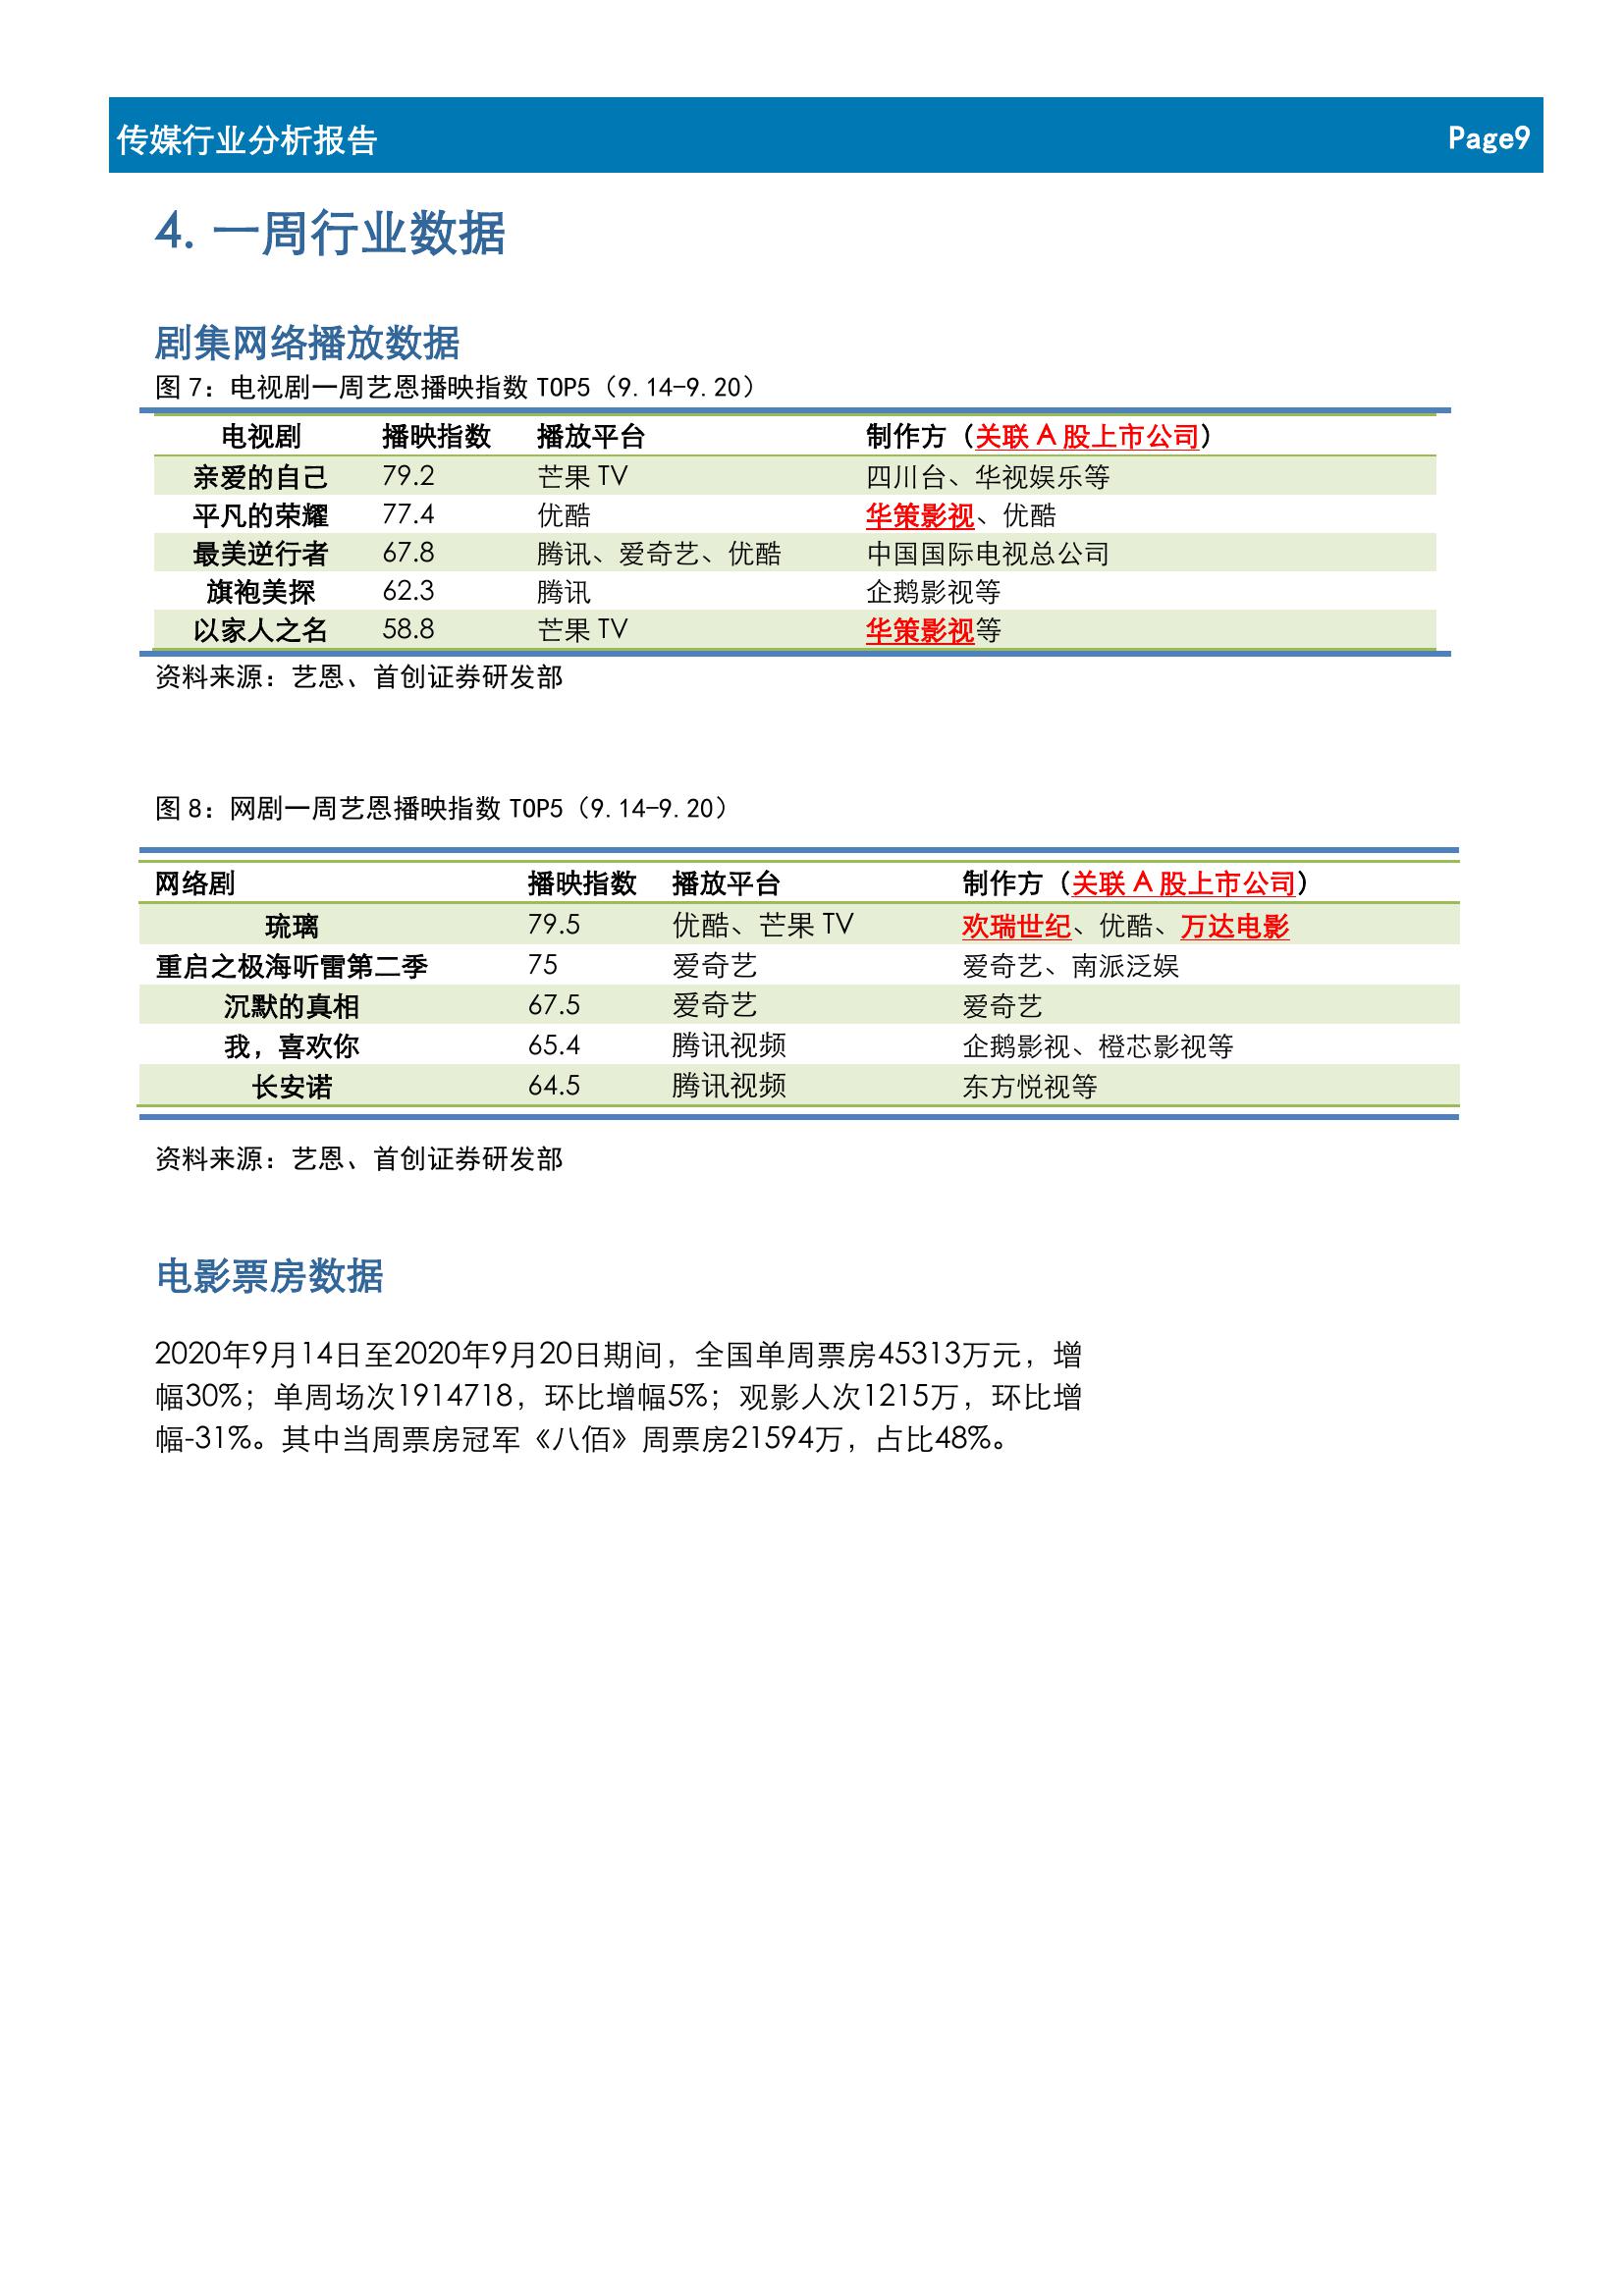 传媒行业分析报告 Page9
4. 一周行业数据
剧集网络播放数据
图 7：电视剧一周艺恩播映指数 TOP5（9.14-9.20）
电视剧 播映指数 播放平台 制作方（关联 A 股上市公司）
亲爱的自己 79.2 芒果 TV 四川台、华视娱乐等
平凡的荣耀 77.4 优酷 华策影视、优酷
最美逆行者 67.8 腾讯、爱奇艺、优酷 中国国际电视总公司
旗袍美探 62.3 腾讯 企鹅影视等
以家人之名 58.8 芒果 TV 华策影视等
资料来源：艺恩、首创证券研发部
图 8：网剧一周艺恩播映指数 TOP5（9.14-9.20）
网络剧 播映指数 播放平台 制作方（关联 A 股上市公司）
琉璃 79.5 优酷、芒果 TV 欢瑞世纪、优酷、万达电影
重启之极海听雷第二季 75 爱奇艺 爱奇艺、南派泛娱
沉默的真相 67.5 爱奇艺 爱奇艺
我，喜欢你 65.4 腾讯视频 企鹅影视、橙芯影视等
长安诺 64.5 腾讯视频 东方悦视等
资料来源：艺恩、首创证券研发部
电影票房数据
2020年9月14日至2020年9月20日期间，全国单周票房45313万元，增
幅30%；单周场次1914718，环比增幅5%；观影人次1215万，环比增
幅-31%。其中当周票房冠军《八佰》周票房21594万，占比48%。